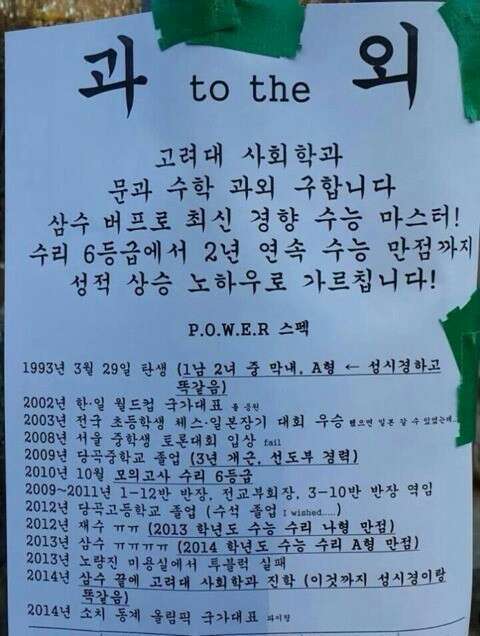 과 to the 외
고려대 사회학과
문과 수학 과외 구합니다
삼수 버프로 최신 경향 수능 마스터!
수리 6등급에서 2년 연속 수능 만점까지
성적 상승 노하우로 가르칩니다!
P.O.W.E.R 스펙
1993년 3월 29일 탄생 (1남 2녀 중 막내, A형 ← 성시경하고
똑같음)
2002년 한·일 월드컵 국가대표 을 응원
2003년 전국 초등학생 체스·일본장기 대회 우승 했으면 일본 갈 수 있었는데...
2008년 서울 중학생 토론대회 입상 fail
2009년 당곡중학교 졸업 (3년 개근, 선도부 경력)
2010년 10월 모의고사 수리 6등급
2009~2011년 1-12반 반장, 전교부회장, 3-10반 반장 역임
2012년 당곡고등학교 졸업 (수석 졸업 I wished.....)
2012년 재수 ㅠㅠ (2013 학년도 수능 수리 나형 만점)
2013년 삼수 ㅠㅠㅠㅠ (2014 학년도 수능 수리 A형 만점)
2013년 노량진 미용실에서 투블럭 실패
2014년 삼수 끝에 고려대 사회학과 진학 (이것까지 성시경이랑
똑같음)
2014년 소치 동계 올림픽 국가대표 화이팅